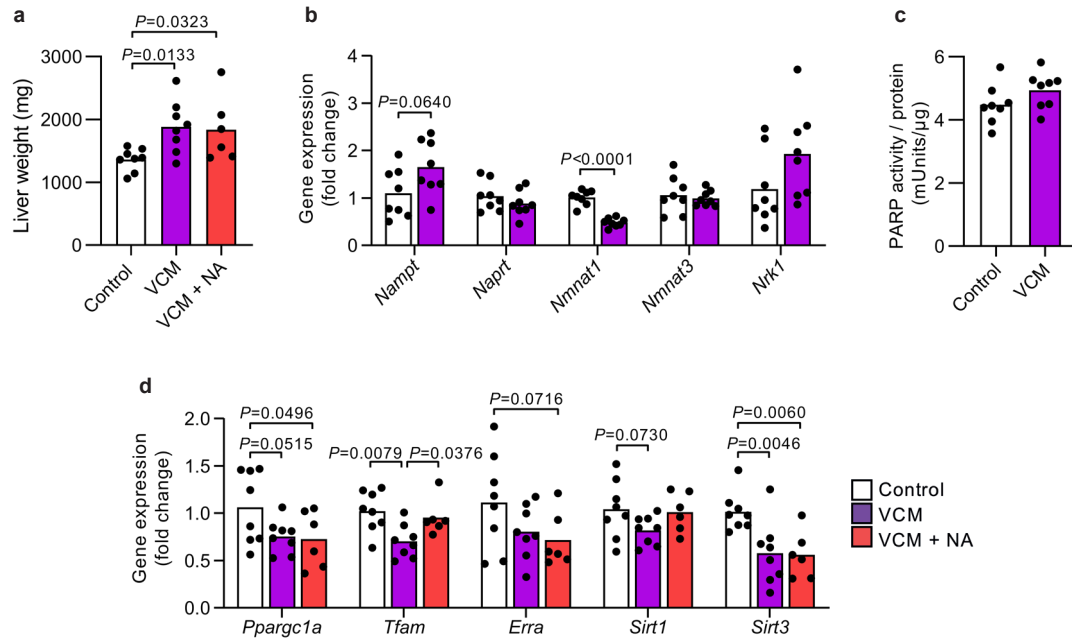 a
P=0.0323
P=0.0133
Liver weight (mg)
3000
2000
1000
0
Control
VCM
VCM + NA
b
Gene expression
(fold change)
4
3
2
1
0
P=0.0640
P<0.0001
Nampt
Naprt
Nmnat1
Nmnat3
Nrk1
c
PARP activity / protein
(mUnits/µg)
6
4
2
0
Control
VCM
d
Gene expression
(fold change)
2.0
1.5
1.0
0.5
0.0
P=0.0496
P=0.0515
P=0.0079
P=0.0376
P=0.0716
P=0.0730
P=0.0060
P=0.0046
Ppargc1a
Tfam
Erra
Sirt1
Sirt3
Control
VCM
VCM + NA